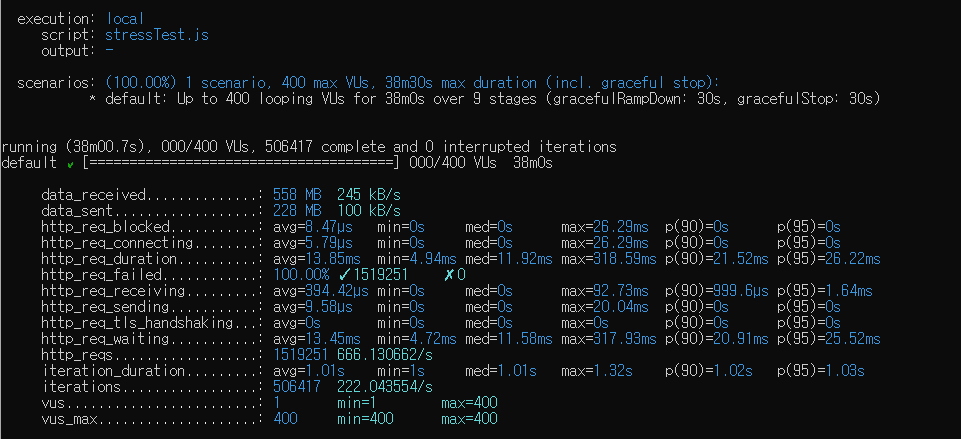 execution: local
script: stressTest.js
output: -
scenarios: (100.00%) 1 scenario, 400 max VUs, 38m30s max duration (incl. graceful stop):
* default: Up to 400 looping VUs for 38m0s over 9 stages (gracefulRampDown: 30s, gracefulStop: 30s)
running (38m00.7s), 000/400 VUs, 506417 complete and 0 interrupted iterations
default ✓ [======================================] 000/400 VUs  38m0s
data_received..............: 558 MB  245 kB/s
data_sent..................: 228 MB  100 kB/s
http_req_blocked...........: avg=8.47µs   min=0s     med=0s      max=26.29ms  p(90)=0s      p(95)=0s
http_req_connecting........: avg=5.79µs   min=0s     med=0s      max=26.29ms  p(90)=0s      p(95)=0s
http_req_duration..........: avg=13.85ms  min=4.94ms med=11.92ms max=318.59ms p(90)=21.52ms p(95)=26.22ms
http_req_failed............: 100.00% ✓1519251    ✗0
http_req_receiving.........: avg=394.42µs min=0s     med=0s      max=92.73ms  p(90)=999.6µs p(95)=1.64ms
http_req_sending...........: avg=9.58µs   min=0s     med=0s      max=20.04ms  p(90)=0s      p(95)=0s
http_req_tls_handshaking...: avg=0s       min=0s     med=0s      max=0s       p(90)=0s      p(95)=0s
http_req_waiting...........: avg=13.45ms  min=4.72ms med=11.58ms max=317.93ms p(90)=20.91ms p(95)=25.52ms
http_reqs..................: 1519251 666.130662/s
iteration_duration.........: avg=1.01s    min=1s     med=1.01s   max=1.32s    p(90)=1.02s   p(95)=1.03s
iterations.................: 506417  222.043554/s
vus........................: 1       min=1        max=400
vus_max....................: 400     min=400      max=400